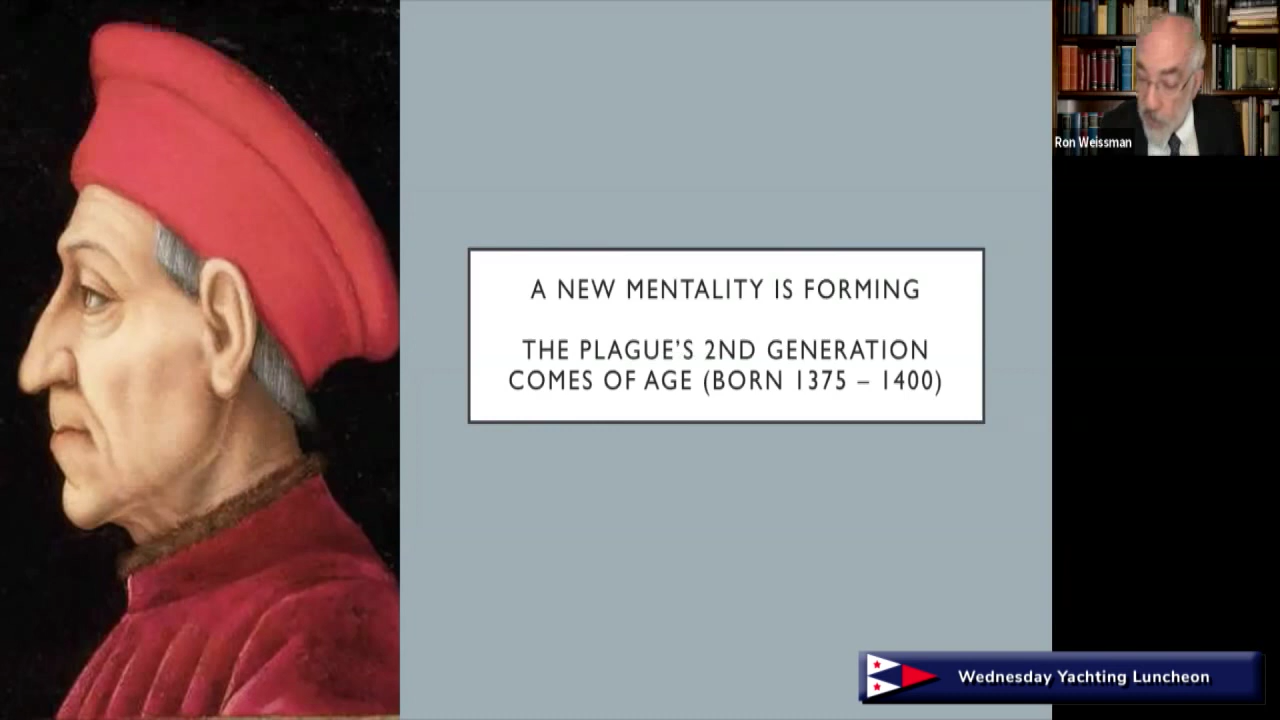 A NEW MENTALITY IS FORMING
THE PLAGUE'S 2ND GENERATION
COMES OF AGE (BORN 1375 – 1400)
Ron Weissman
Wednesday Yachting Luncheon